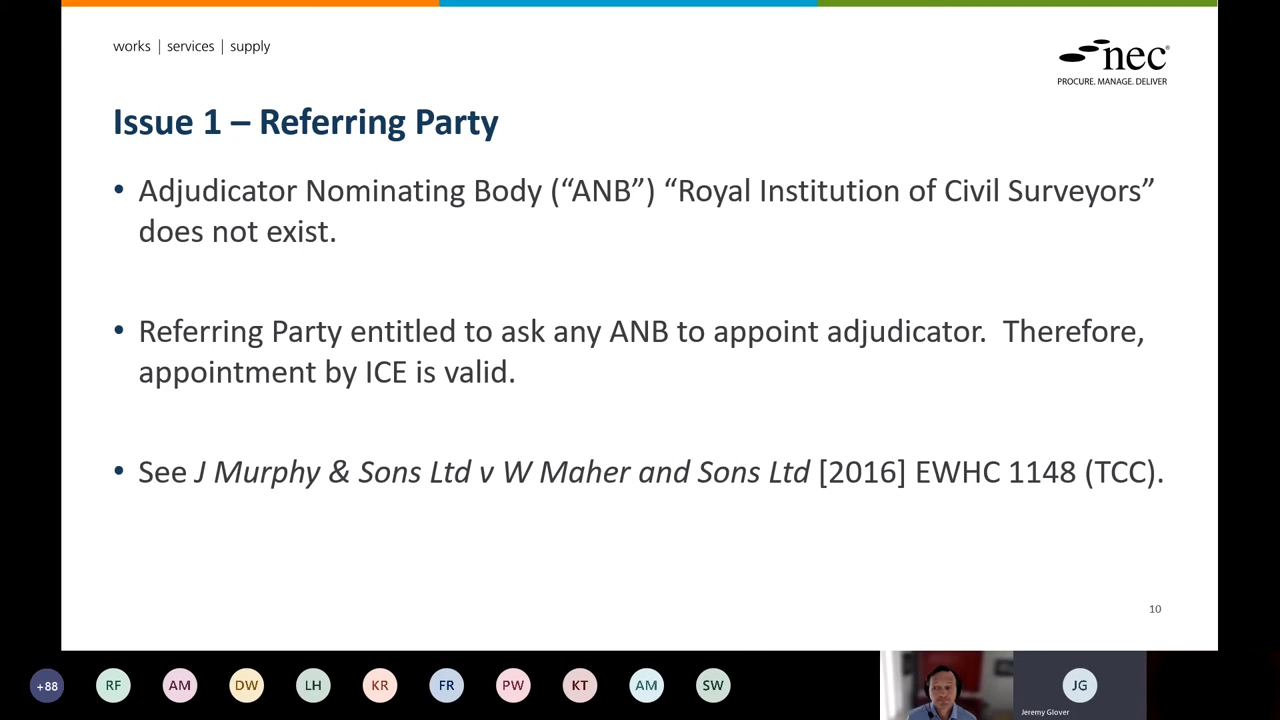 works | services | supply
nec®
PROCURE. MANAGE. DELIVER
Issue 1 – Referring Party
• Adjudicator Nominating Body (“ANB”) “Royal Institution of Civil Surveyors”
does not exist.
• Referring Party entitled to ask any ANB to appoint adjudicator.  Therefore,
appointment by ICE is valid.
• See J Murphy & Sons Ltd v W Maher and Sons Ltd [2016] EWHC 1148 (TCC).
10
+88 RF AM DW LH KR FR PW KT AM SW JG
Jeremy Glover